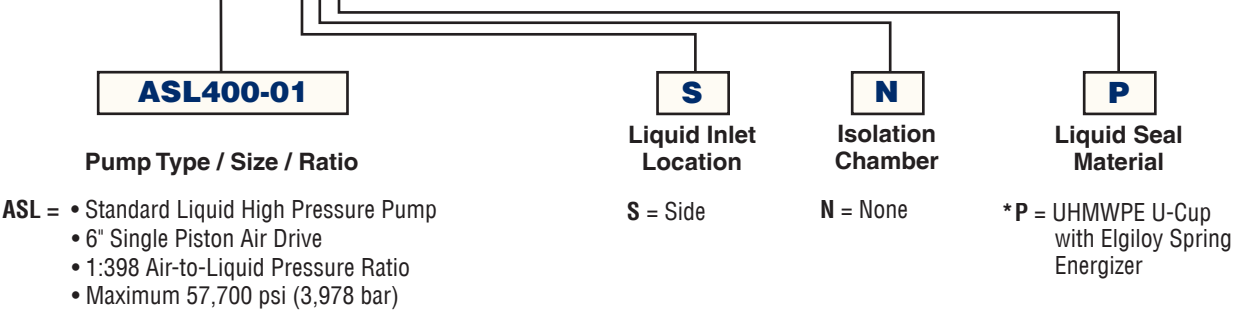 ASL400-01
S
N
P
Pump Type / Size / Ratio
Liquid Inlet
Location
Isolation
Chamber
Liquid Seal
Material
ASL = • Standard Liquid High Pressure Pump
• 6" Single Piston Air Drive
• 1:398 Air-to-Liquid Pressure Ratio
• Maximum 57,700 psi (3,978 bar)
S = Side
N = None
*P = UHMWPE U-Cup
with Elgiloy Spring
Energizer